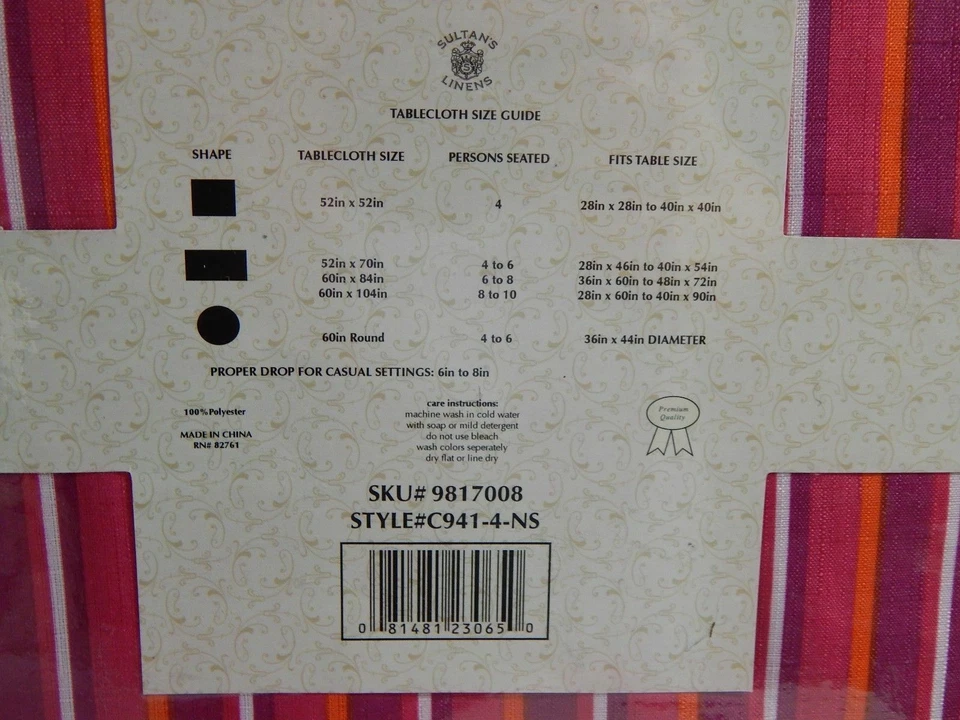 SULTAN'S
S
LINENS
TABLECLOTH SIZE GUIDE
SHAPE TABLECLOTH SIZE PERSONS SEATED FITS TABLE SIZE
52in x 52in 4 28in x 28in to 40in x 40in
52in x 70in 4 to 6 28in x 46in to 40in x 54in
60in x 84in 6 to 8 36in x 60in to 48in x 72in
60in x 104in 8 to 10 28in x 60in to 40in x 90in
60in Round 4 to 6 36in x 44in DIAMETER
PROPER DROP FOR CASUAL SETTINGS: 6in to 8in
100%Polyester
MADE IN CHINA
RN# 82761
care instructions:
machine wash in cold water
with soap or mild detergent
do not use bleach
wash colors seperately
dry flat or line dry
Premium
Quality
SKU# 9817008
STYLE#C941-4-NS
0 81481 23065 0